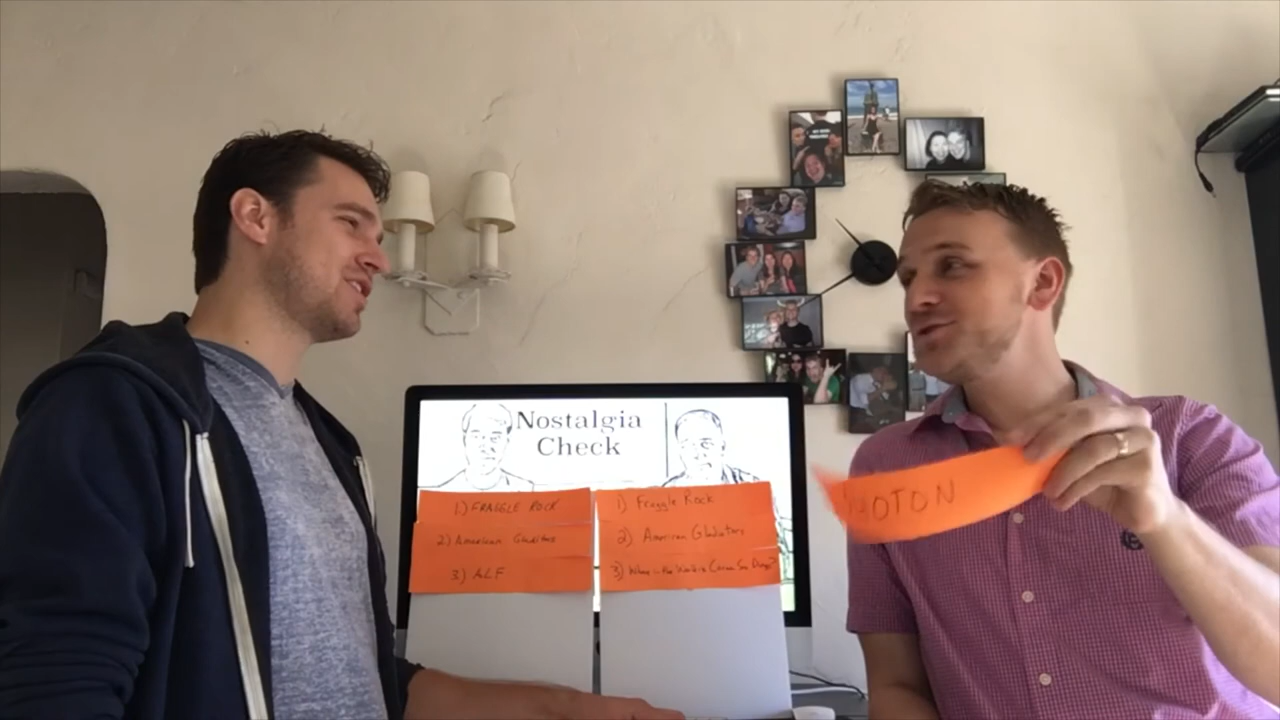 Nostalgia
Check
1.) FRAGGLE ROCK
2) American Gladiators
3) ALF
1) Fraggle Rock
2) American Gladiators
3) Where in the World is Carmen San Diego?
PHOTON